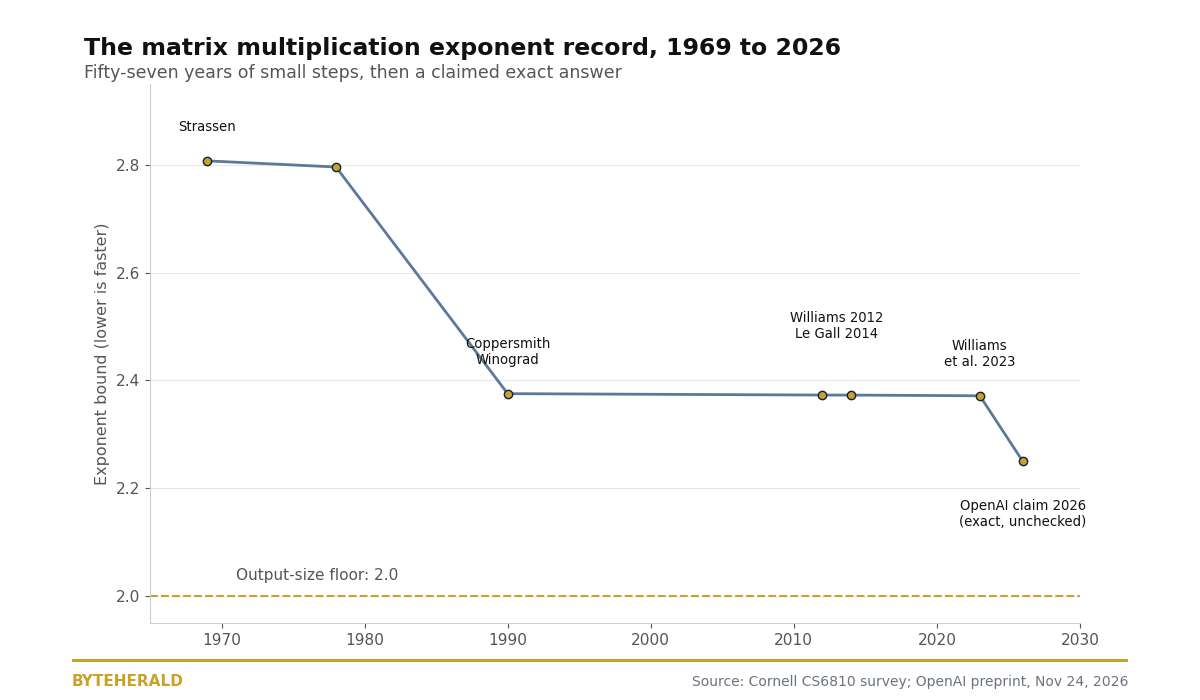 The matrix multiplication exponent record, 1969 to 2026
Fifty-seven years of small steps, then a claimed exact answer
Exponent bound (lower is faster)
2.8
2.6
2.4
2.2
2.0
Strassen
Coppersmith
Winograd
Williams 2012
Le Gall 2014
Williams
et al. 2023
OpenAI claim 2026
(exact, unchecked)
Output-size floor: 2.0
1970
1980
1990
2000
2010
2020
2030
BYTEHERALD
Source: Cornell CS6810 survey; OpenAI preprint, Nov 24, 2026